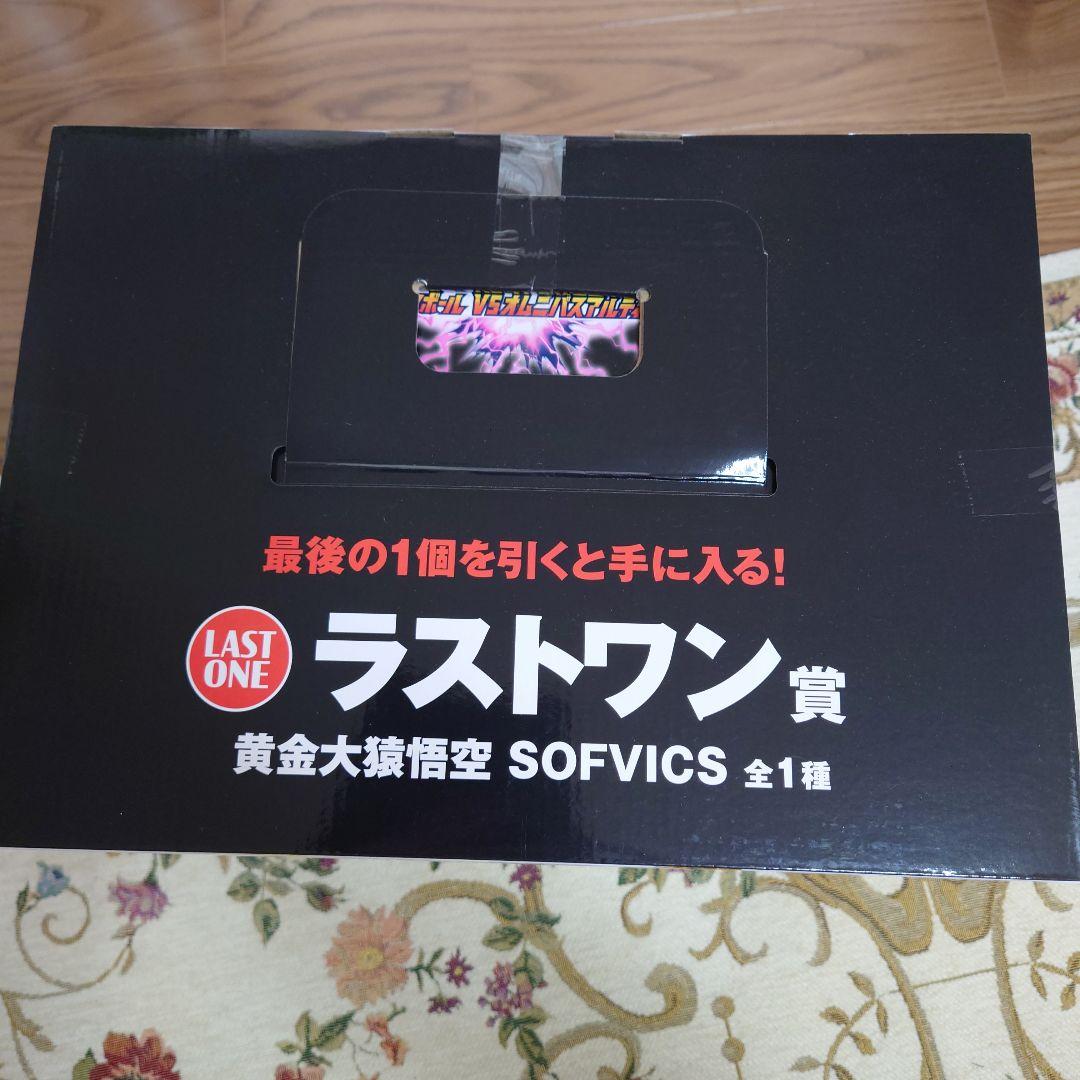 ボール VSオムニバスアルティ
最後の1個を引くと手に入る!
LAST
ONE
ラストワン賞
黄金大猿悟空 SOFVICS 全1種